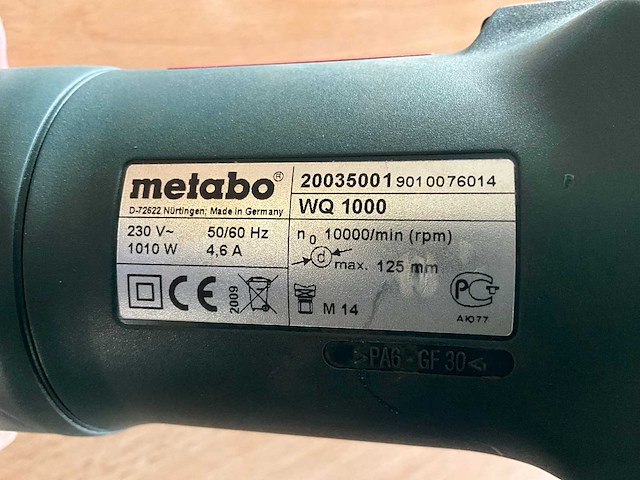 metabo®
D-72622 Nürtingen; Made in Germany
230 V~ 50/60 Hz
1010 W 4,6 A
CE 2009
20035001 9010076014
WQ 1000
n0 10000/min (rpm)
d max. 125 mm
M 14
PCT
АЮ77
>PA6-GF 30<
P